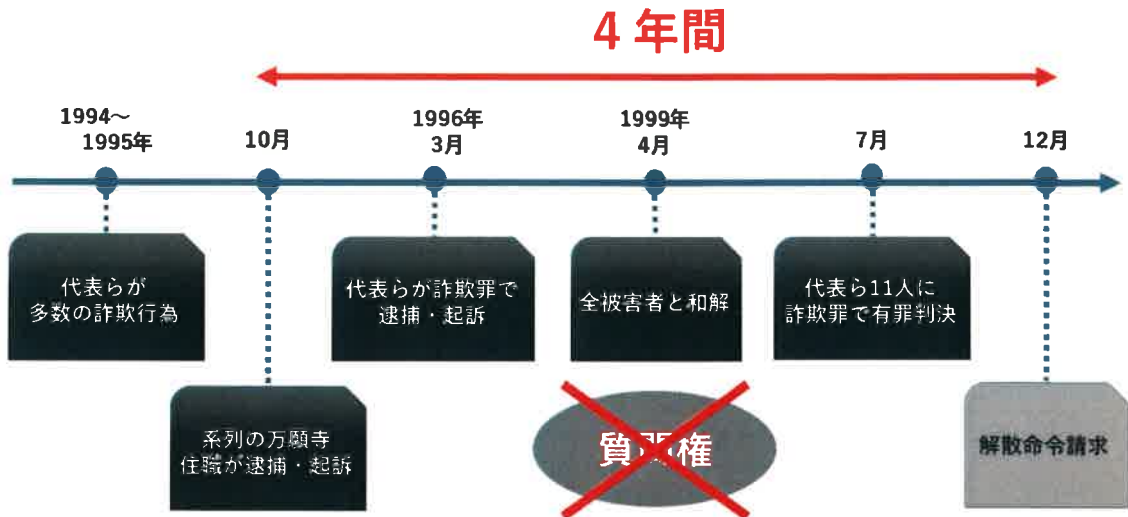 4年間
1994～
1995年
10月
1996年
3月
1999年
4月
7月
12月
代表らが
多数の詐欺行為
代表らが詐欺罪で
逮捕・起訴
全被害者と和解
代表ら11人に
詐欺罪で有罪判決
系列の万願寺
住職が逮捕・起訴
質問権
解散命令請求